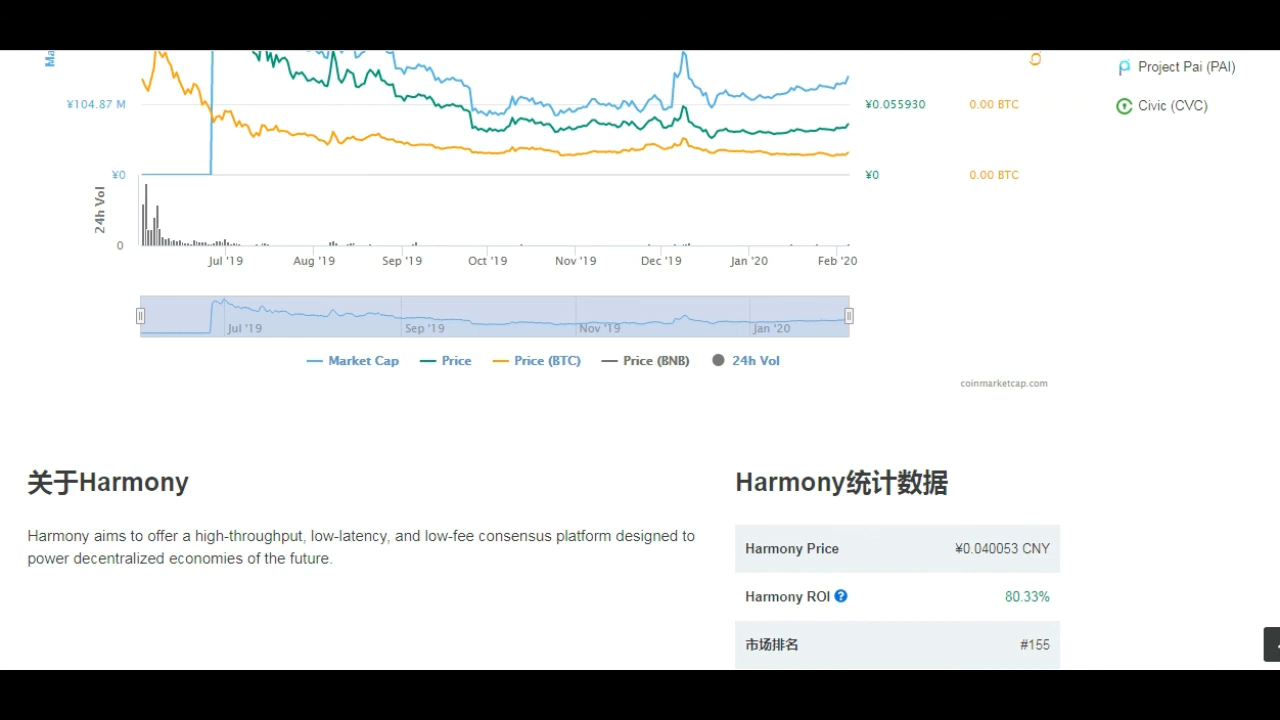 Ma
Project Pai (PAI)
¥104.87 M
¥0.055930
0.00 BTC
Civic (CVC)
¥0
¥0
0.00 BTC
24h Vol
0
Jul '19
Aug '19
Sep '19
Oct '19
Nov '19
Dec '19
Jan '20
Feb '20
Jul '19
Sep '19
Nov '19
Jan '20
Market Cap
Price
Price (BTC)
Price (BNB)
24h Vol
coinmarketcap.com
关于Harmony
Harmony aims to offer a high-throughput, low-latency, and low-fee consensus platform designed to
power decentralized economies of the future.
Harmony统计数据
Harmony Price ¥0.040053 CNY
Harmony ROI ? 80.33%
市场排名 #155